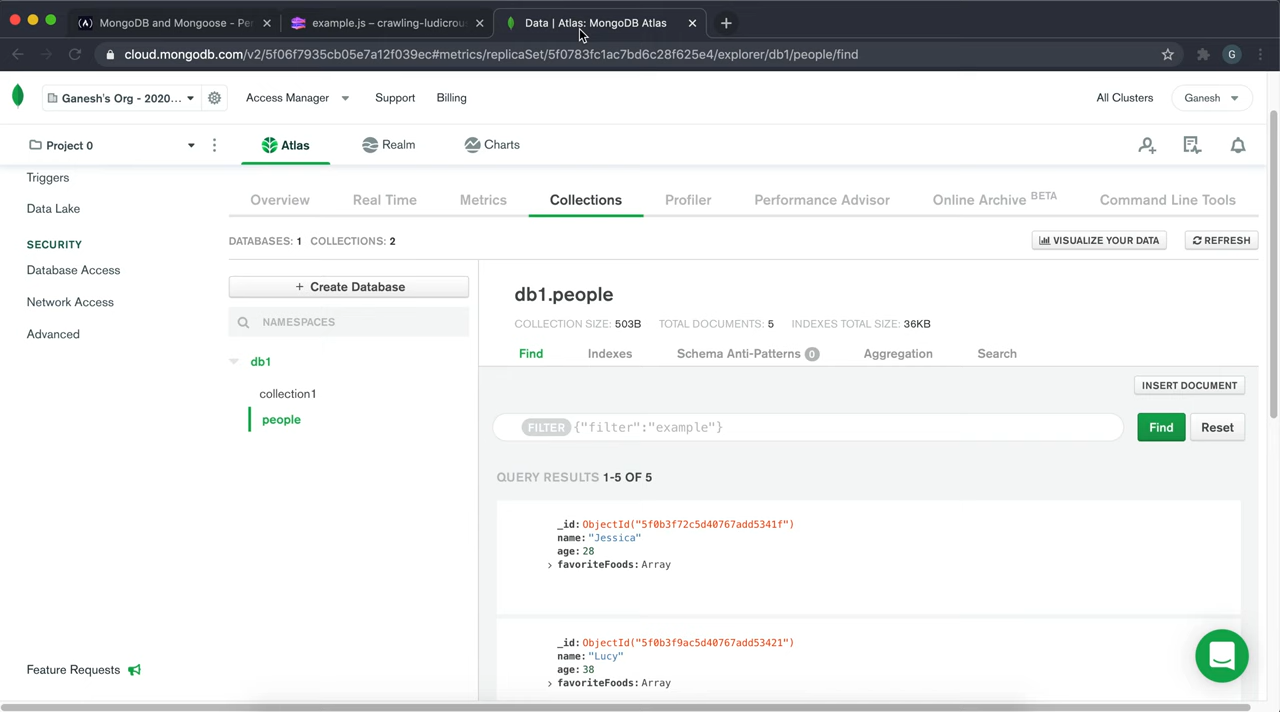 MongoDB and Mongoose - Per
example.js – crawling-ludicrou
Data | Atlas: MongoDB Atlas
cloud.mongodb.com/v2/5f06f7935cb05e7a12f039ec#metrics/replicaSet/5f0783fc1ac7bd6c28f625e4/explorer/db1/people/find
G
Ganesh's Org - 2020...
Access Manager
Support
Billing
All Clusters
Ganesh
Project 0
Atlas
Realm
Charts
Triggers
Data Lake
SECURITY
Database Access
Network Access
Advanced
Feature Requests
Overview
Real Time
Metrics
Collections
Profiler
Performance Advisor
Online Archive BETA
Command Line Tools
DATABASES: 1 COLLECTIONS: 2
VISUALIZE YOUR DATA
REFRESH
+ Create Database
NAMESPACES
db1
collection1
people
db1.people
COLLECTION SIZE: 503B TOTAL DOCUMENTS: 5 INDEXES TOTAL SIZE: 36KB
Find
Indexes
Schema Anti-Patterns 0
Aggregation
Search
INSERT DOCUMENT
FILTER {"filter":"example"}
Find
Reset
QUERY RESULTS 1-5 OF 5
_id: ObjectId("5f0b3f72c5d40767add5341f")
name: "Jessica"
age: 28
> favoriteFoods: Array
_id: ObjectId("5f0b3f9ac5d40767add53421")
name: "Lucy"
age: 38
> favoriteFoods: Array